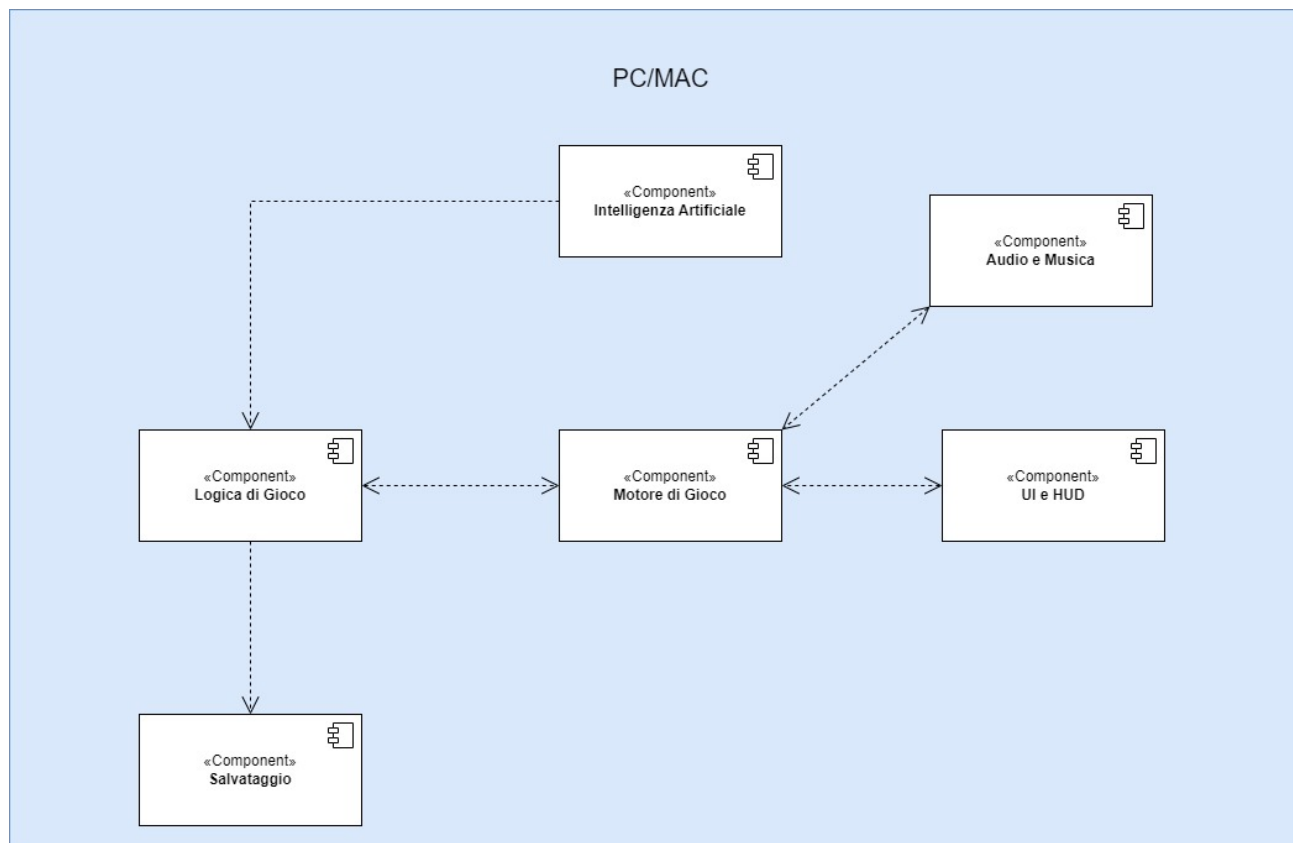 PC/MAC
«Component»
Intelligenza Artificiale
«Component»
Audio e Musica
«Component»
Logica di Gioco
«Component»
Motore di Gioco
«Component»
UI e HUD
«Component»
Salvataggio